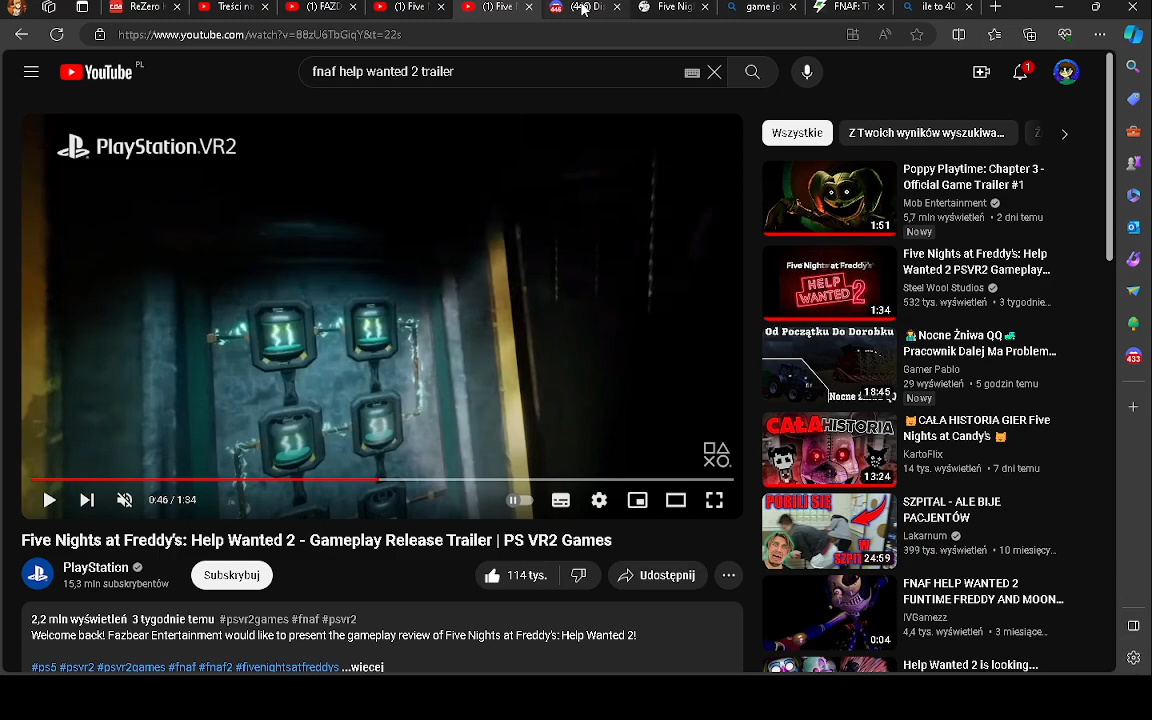 ReZero
Treści na
(1) FAZD
(1) Five
(1) Five
446
Five Nig
game jol
FNAF: Th
ile to 40
https://www.youtube.com/watch?v=88zU6TbGiqY&t=22s
YouTube PL
fnaf help wanted 2 trailer
1
PlayStation.VR2
0:46 / 1:34
Five Nights at Freddy's: Help Wanted 2 - Gameplay Release Trailer | PS VR2 Games
PlayStation
15,3 mln subskrybentów
Subskrybuj
114 tys.
Udostępnij
2,2 mln wyświetleń 3 tygodnie temu #psvr2games #fnaf #psvr2
Welcome back! Fazbear Entertainment would like to present the gameplay review of Five Nights at Freddy's: Help Wanted 2!
#ps5 #psvr2 #psvr2games #fnaf #fnaf2 #fivenightsatfreddys ...więcej
Wszystkie
Z Twoich wyników wyszukiwa...
Poppy Playtime: Chapter 3 -
Official Game Trailer #1
Mob Entertainment
5,7 mln wyświetleń • 2 dni temu
Nowy
1:51
Five Nights at Freddy's: Help
Wanted 2 PSVR2 Gameplay...
Steel Wool Studios
532 tys. wyświetleń • 3 tygodnie...
Five Nights at Freddy's
HELP
WANTED
2
1:34
Od Początku Do Dorobku
Nocne Żniwa QQ
Pracownik Dalej Ma Problem...
Gamer Pablo
29 wyświetleń • 5 godzin temu
Nowy
18:45
CAŁA HISTORIA
CAŁA HISTORIA GIER Five
Nights at Candy's
KartoFlix
14 tys. wyświetleń • 7 dni temu
13:24
POBILI SIĘ
W
SZPITAL - ALE BIJE
PACJENTÓW
Lakarnum
399 tys. wyświetleń • 10 miesięcy...
24:59
FNAF HELP WANTED 2
FUNTIME FREDDY AND MOON...
IVGamezz
4,4 tys. wyświetleń • 3 miesiące...
0:04
Help Wanted 2 is looking...
433